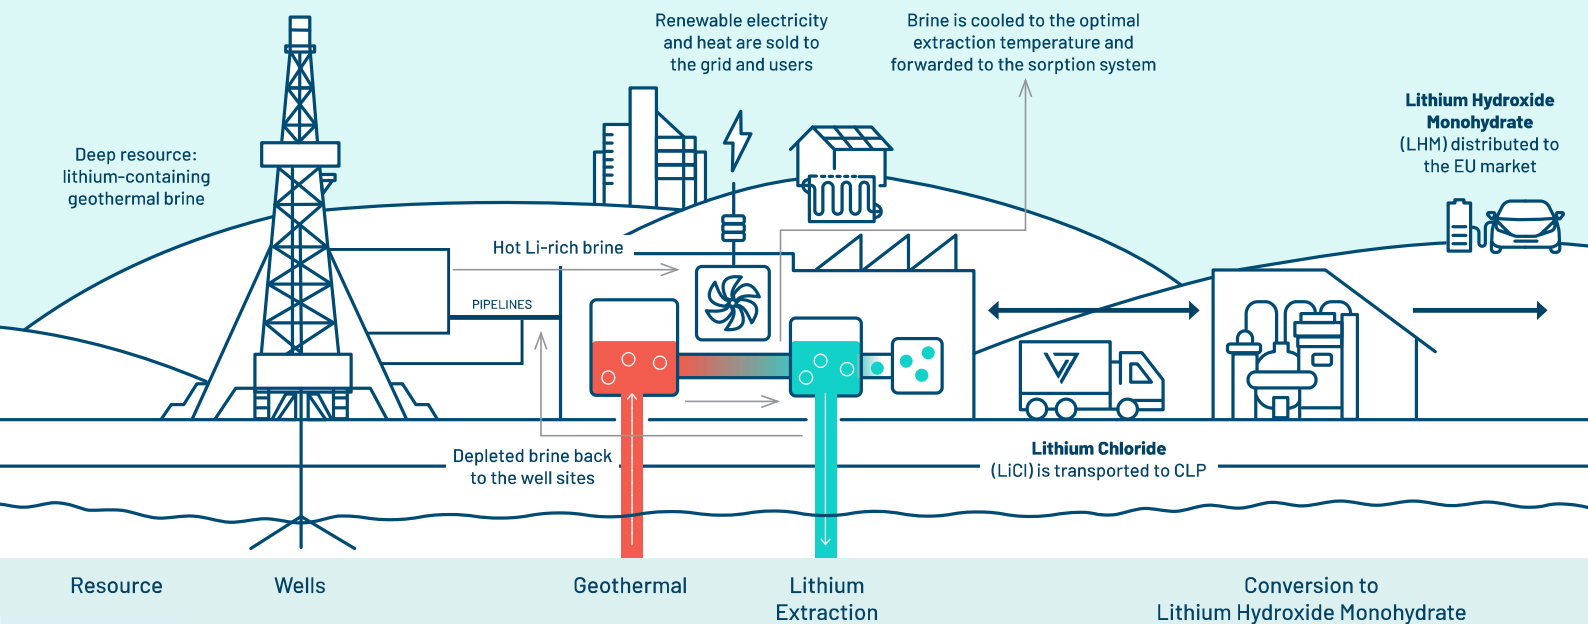 Renewable electricity
and heat are sold to
the grid and users
Brine is cooled to the optimal
extraction temperature and
forwarded to the sorption system
Lithium Hydroxide
Monohydrate
(LHM) distributed to
the EU market
Deep resource:
lithium-containing
geothermal brine
Hot Li-rich brine
PIPELINES
Depleted brine back
to the well sites
Lithium Chloride
(LiCl) is transported to CLP
Resource
Wells
Geothermal
Lithium
Extraction
Conversion to
Lithium Hydroxide Monohydrate